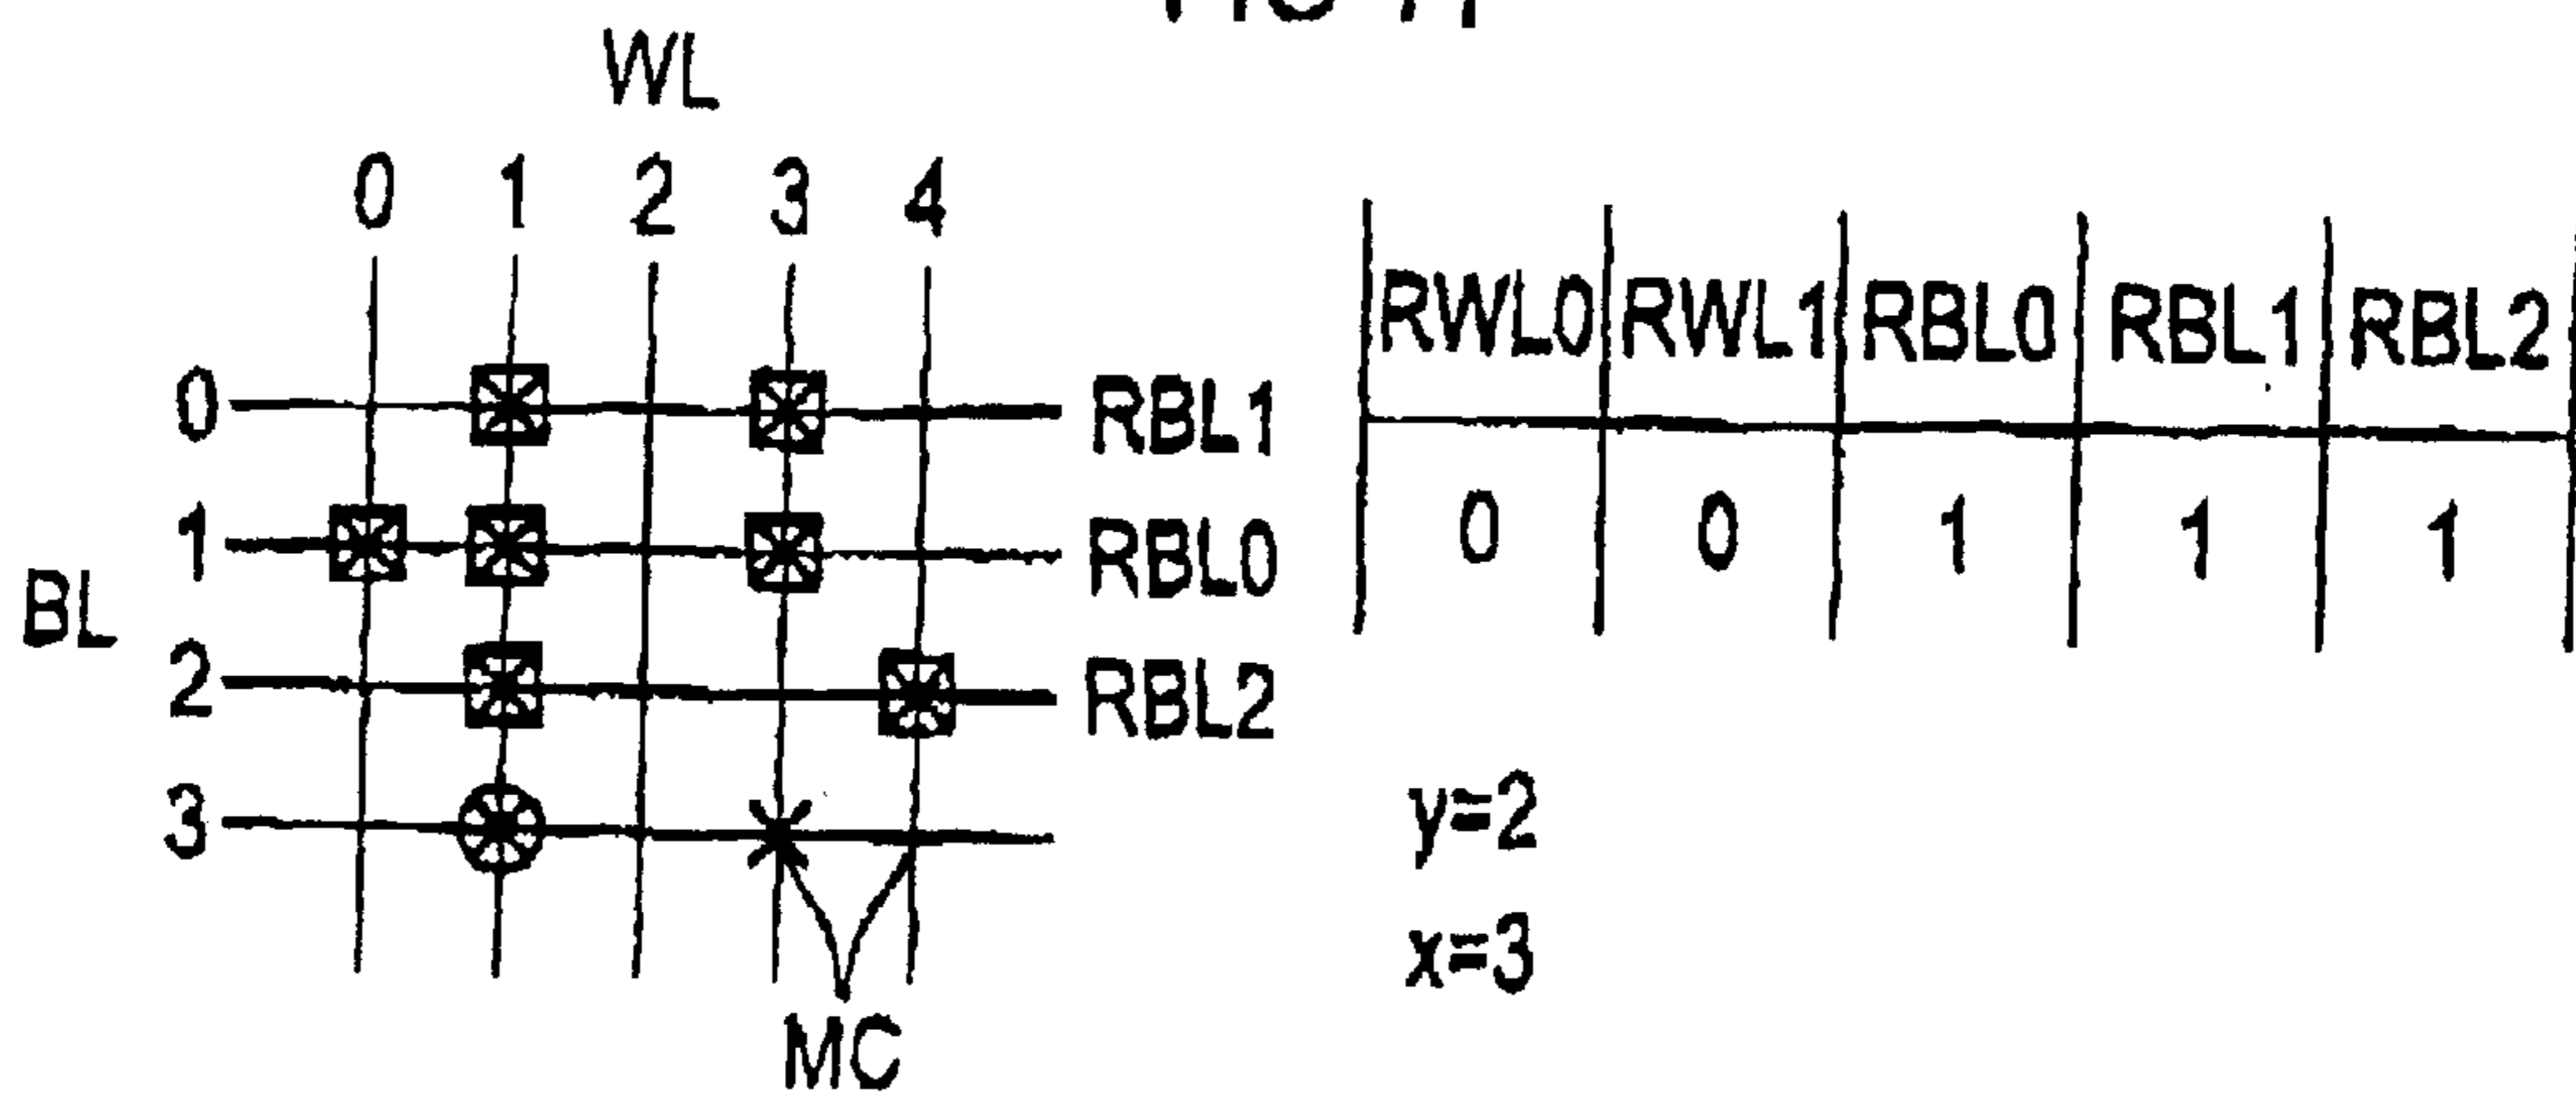 WL
0 1 2 3 4
0 RBL1
1 RBL0
BL
2 RBL2
3
MC
RWL0 RWL1 RBL0 RBL1 RBL2
0 0 1 1 1
y=2
x=3